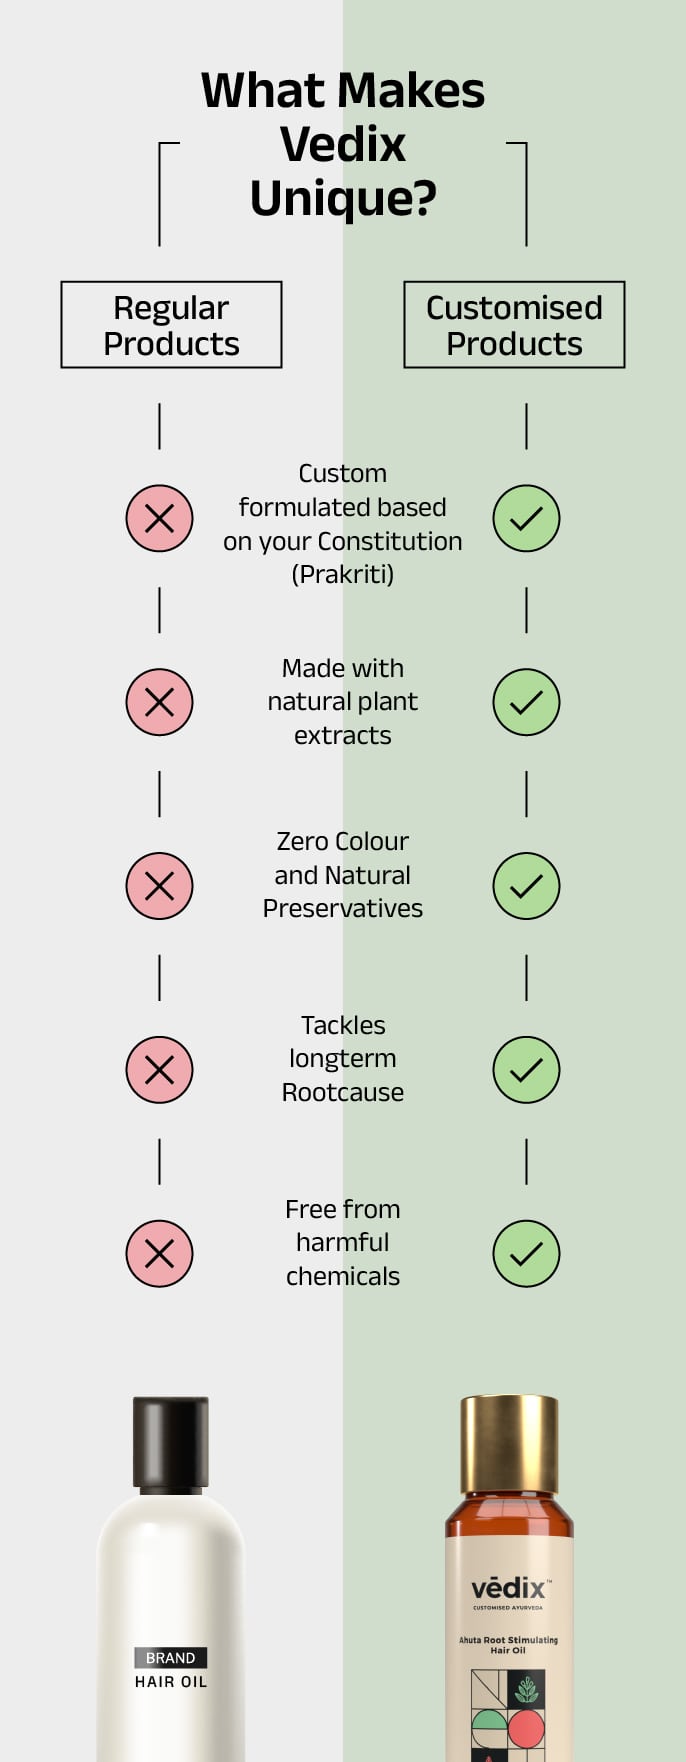 What Makes
Vedix
Unique?
Regular
Products
Customised
Products
Custom
formulated based
on your Constitution
(Prakriti)
Made with
natural plant
extracts
Zero Colour
and Natural
Preservatives
Tackles
longterm
Rootcause
Free from
harmful
chemicals
BRAND
HAIR OIL
vēdix™
CUSTOMISED AYURVEDA
Ahuta Root Stimulating
Hair Oil